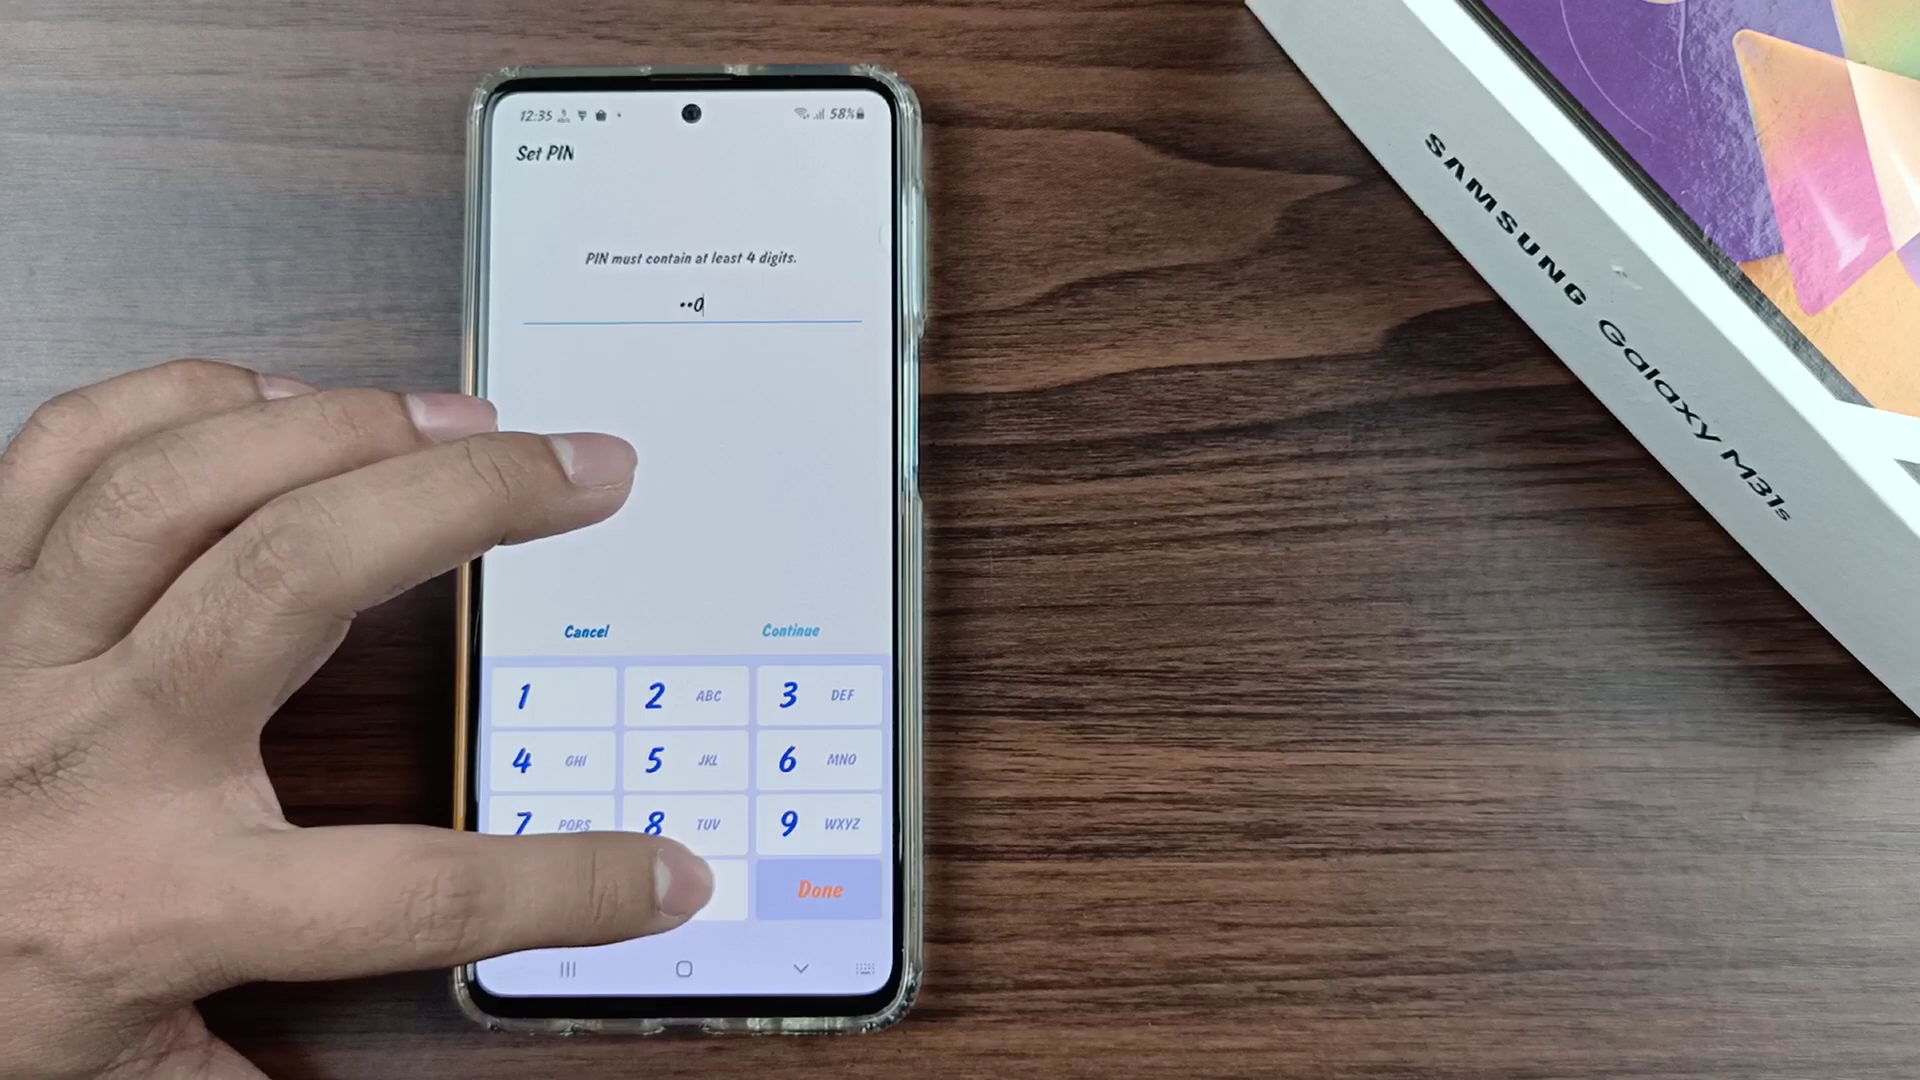 12:35
58%
Set PIN
PIN must contain at least 4 digits.
••0
Cancel Continue
1 2 ABC 3 DEF
4 GHI 5 JKL 6 MNO
7 PQRS 8 TUV 9 WXYZ
Done
SAMSUNG Galaxy M31s